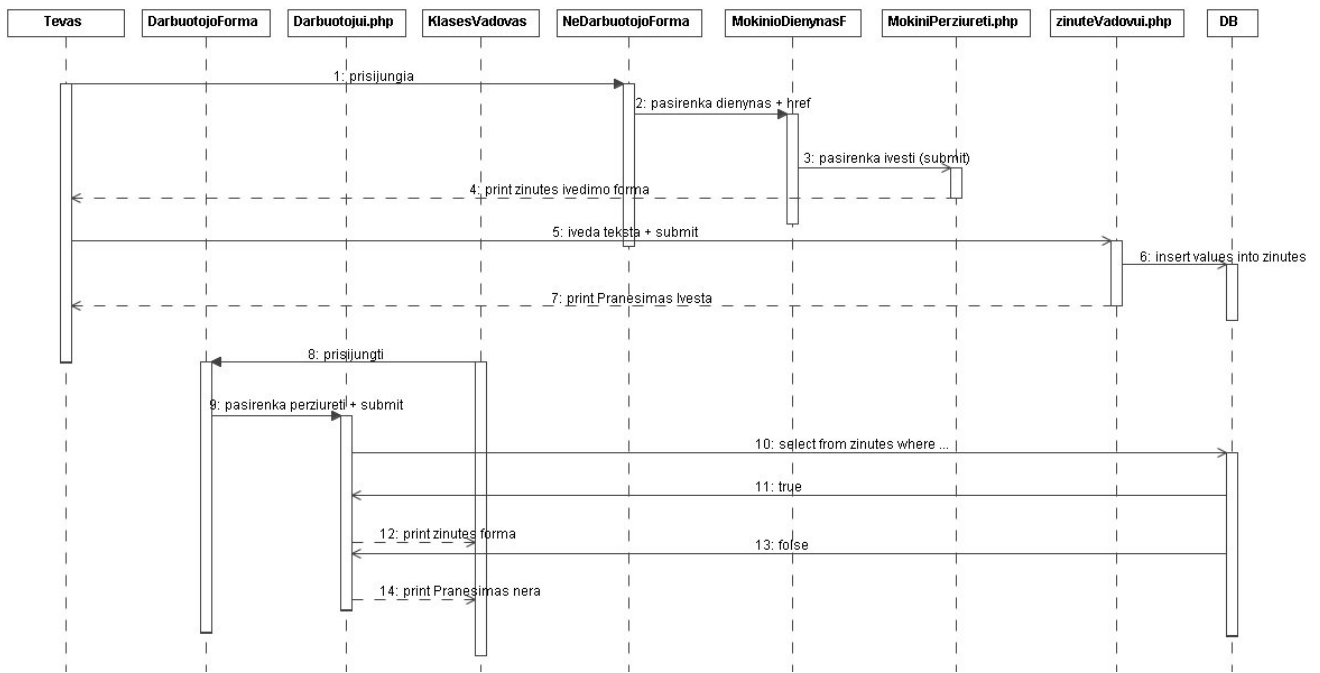 Tevas
DarbuotojoForma
Darbuotojui.php
KlasesVadovas
NeDarbuotojoForma
MokinioDienynasF
MokiniPerziureti.php
zinuteVadovui.php
DB
1: prisijungia
2: pasirenka dienynas + href
3: pasirenka ivesti (submit)
4: print zinutes ivedimo forma
5: iveda teksta + submit
6: insert values into zinutes
7: print Pranesimas Ivesta
8: prisijungti
9: pasirenka perziureti + submit
10: select from zinutes where ...
11: true
12: print zinutes forma
13: folse
14: print Pranesimas nera